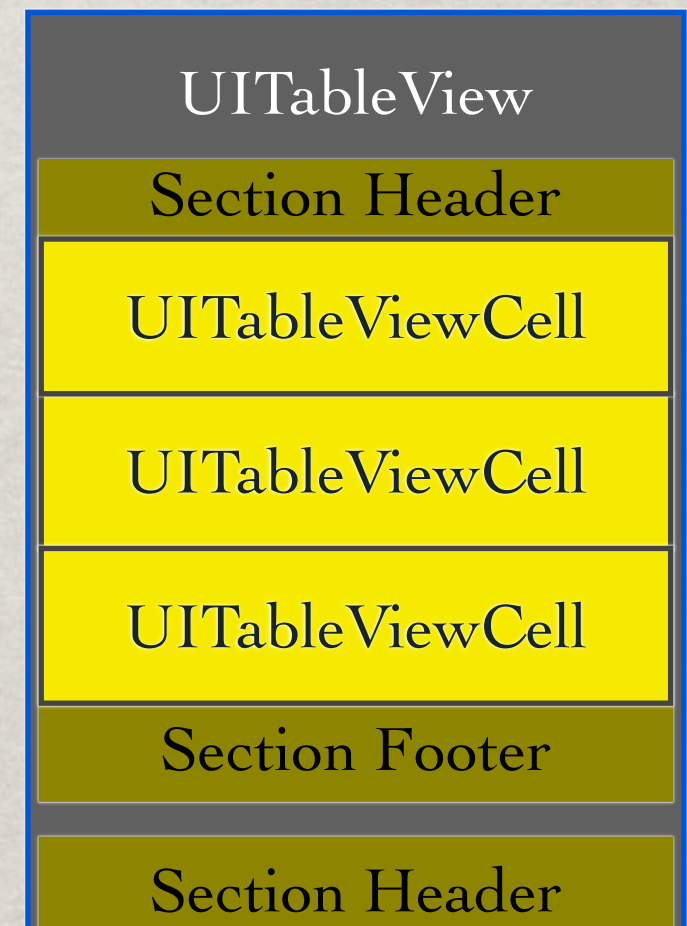 UITableView
Section Header
UITableViewCell
UITableViewCell
UITableViewCell
Section Footer
Section Header